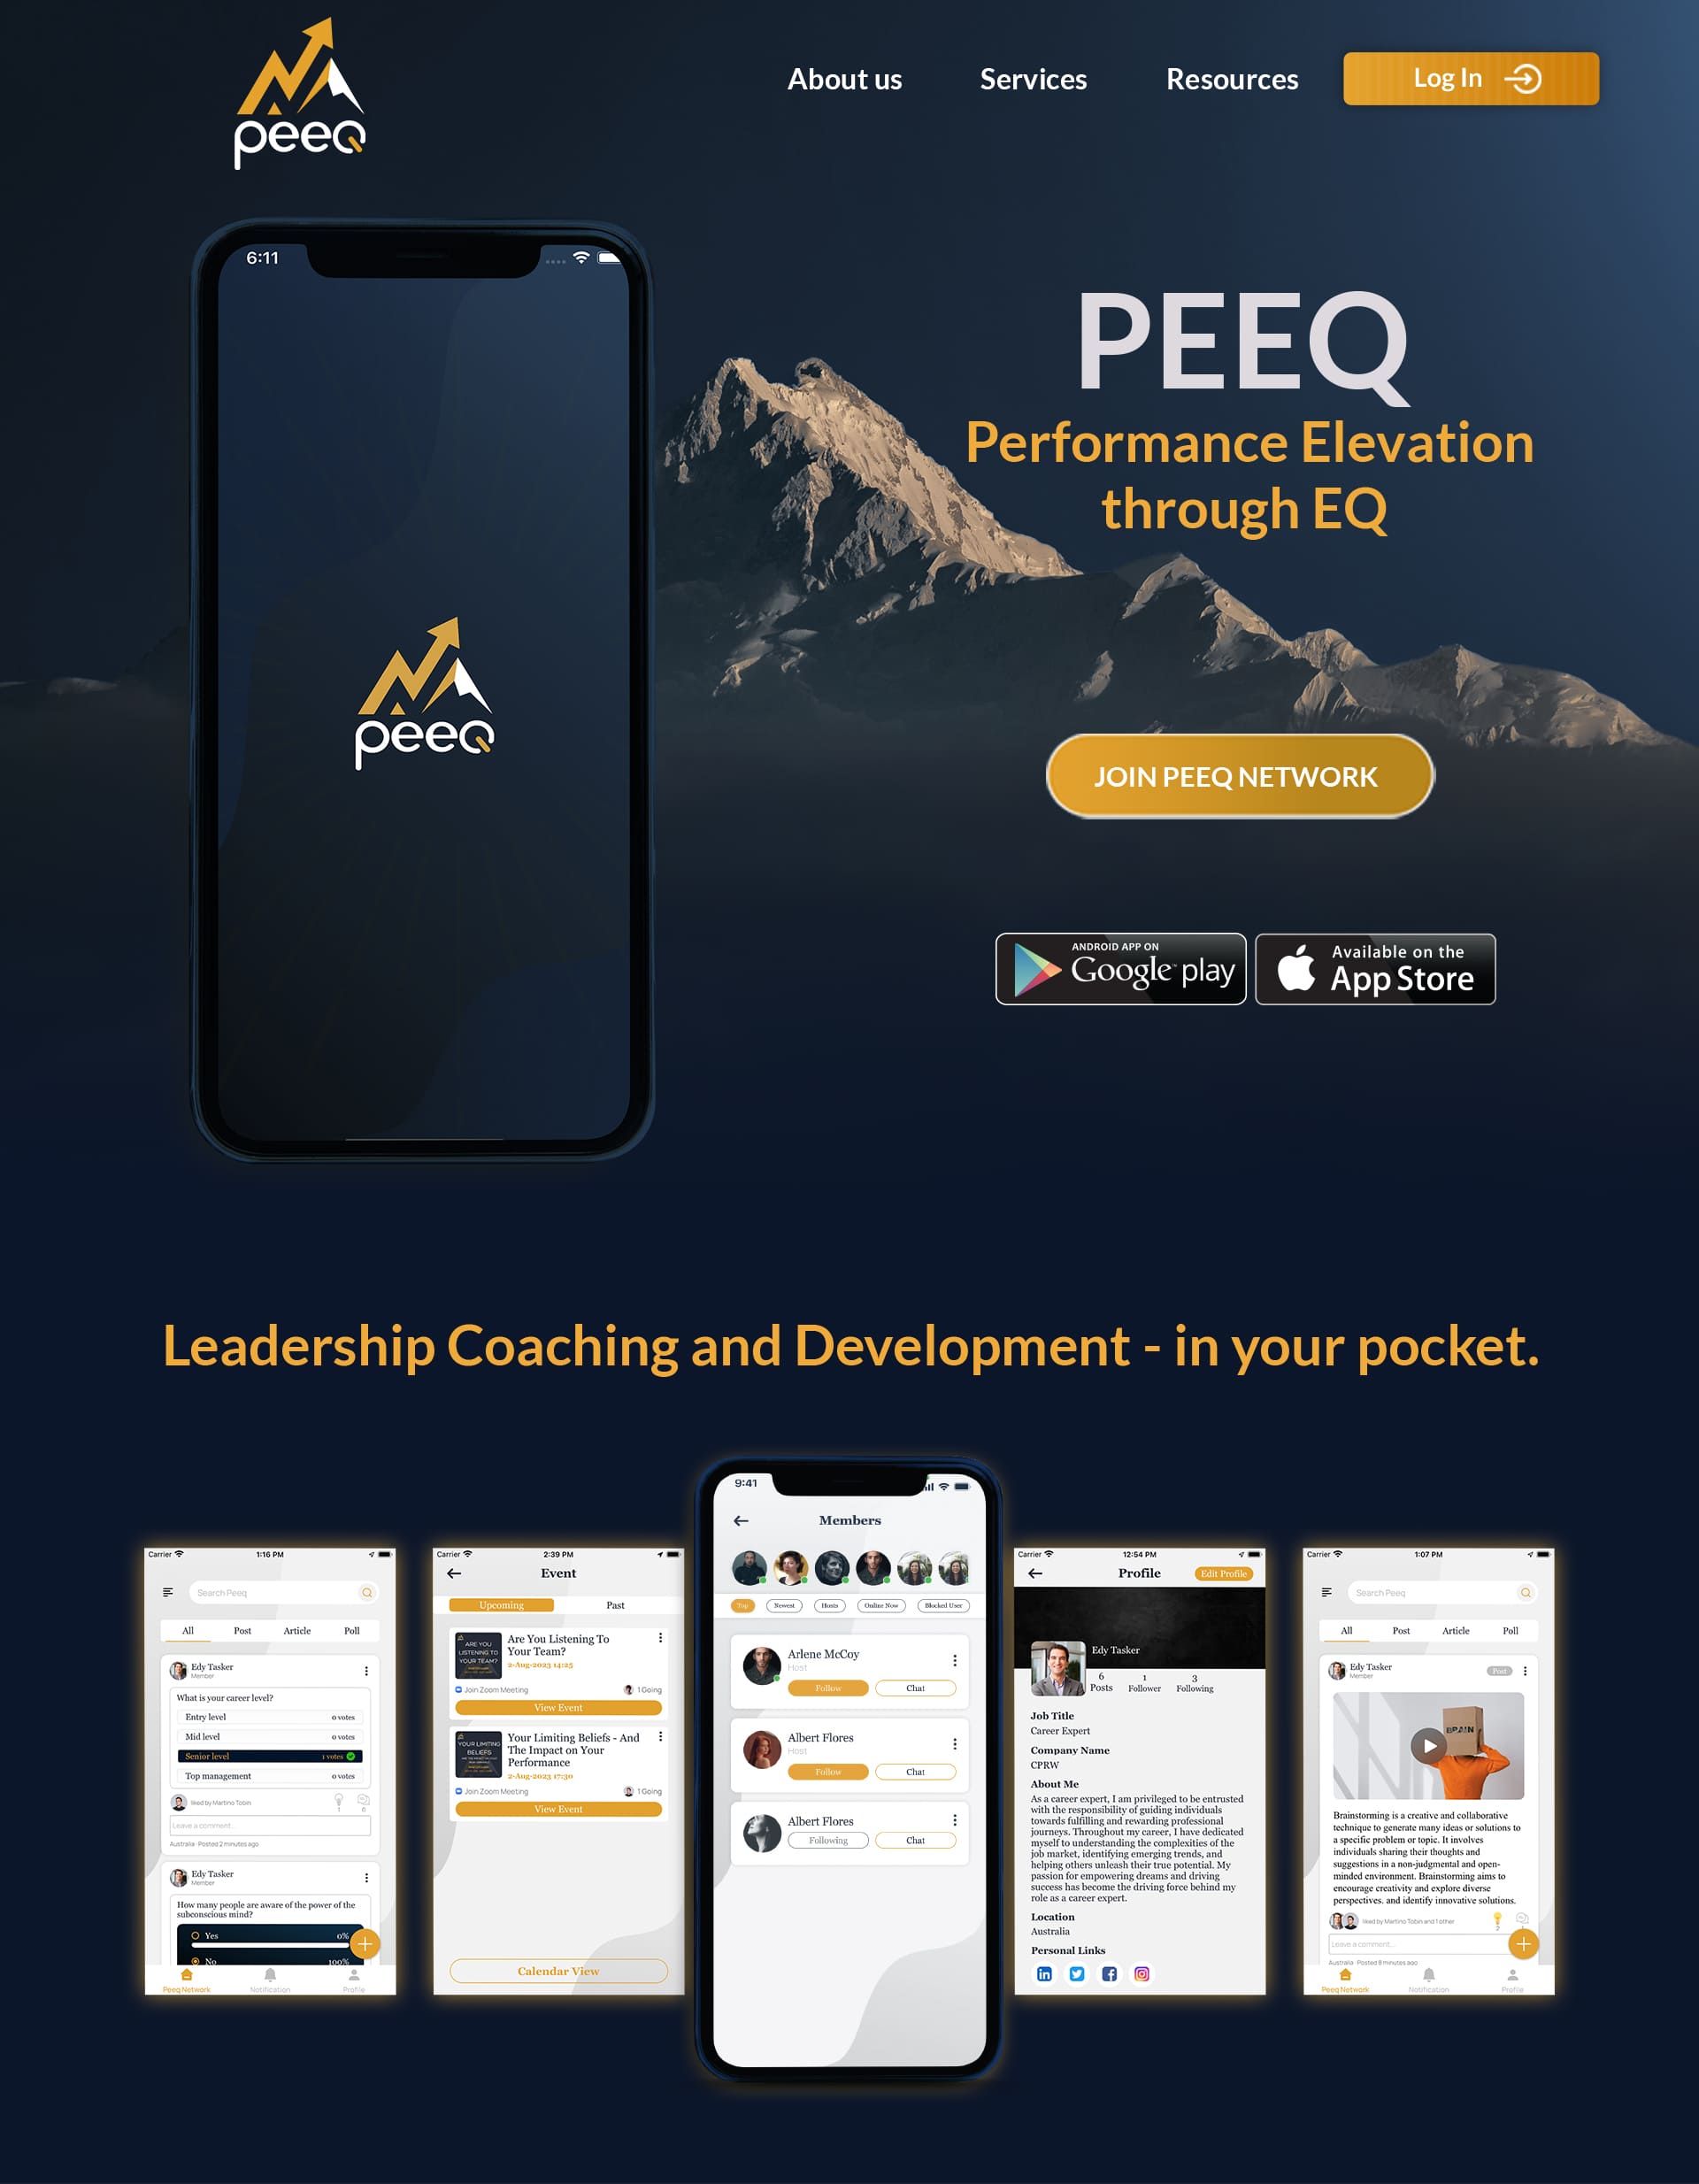 peeq
About us
Services
Resources
Log In
6:11
peeq
PEEQ
Performance Elevation
through EQ
JOIN PEEQ NETWORK
ANDROID APP ON
Google play
Available on the
App Store
Leadership Coaching and Development - in your pocket.
Carrier
1:16 PM
Search Peeq
All
Post
Article
Poll
Edy Tasker
Member
What is your career level?
Entry level
0 votes
Mid level
0 votes
Senior level
1 votes
Top management
0 votes
liked by Martino Tobin
1
0
Leave a comment...
Australia · Posted 2 minutes ago
Edy Tasker
Member
How many people are aware of the power of the
subconscious mind?
Yes
0%
No
100%
Peeq Network
Notification
Profile
Carrier
2:39 PM
Event
Upcoming
Past
ARE YOU
LISTENING TO
YOUR TEAM?
Are You Listening To
Your Team?
2-Aug-2023 14:25
Join Zoom Meeting
1 Going
View Event
YOUR LIMITING
BELIEFS
Your Limiting Beliefs - And
The Impact on Your
Performance
2-Aug-2023 17:30
Join Zoom Meeting
1 Going
View Event
Calendar View
9:41
Members
Top
Newest
Hosts
Online Now
Blocked User
Arlene McCoy
Host
Follow
Chat
Albert Flores
Host
Follow
Chat
Albert Flores
Following
Chat
Carrier
12:54 PM
Profile
Edit Profile
Edy Tasker
6
Posts
1
Follower
3
Following
Job Title
Career Expert
Company Name
CPRW
About Me
As a career expert, I am privileged to be entrusted
with the responsibility of guiding individuals
towards fulfilling and rewarding professional
journeys. Throughout my career, I have dedicated
myself to understanding the complexities of the
job market, identifying emerging trends, and
helping others unleash their true potential. My
passion for empowering dreams and driving
success has become the driving force behind my
role as a career expert.
Location
Australia
Personal Links
Carrier
1:07 PM
Search Peeq
All
Post
Article
Poll
Edy Tasker
Member
Post
BRAIN
Brainstorming is a creative and collaborative
technique to generate many ideas or solutions to
a specific problem or topic. It involves
individuals sharing their thoughts and
suggestions in a non-judgmental and open-
minded environment. Brainstorming aims to
encourage creativity and explore diverse
perspectives. and identify innovative solutions.
liked by Martino Tobin and 1 other
2
Leave a comment...
Australia · Posted 8 minutes ago
Peeq Network
Notification
Profile